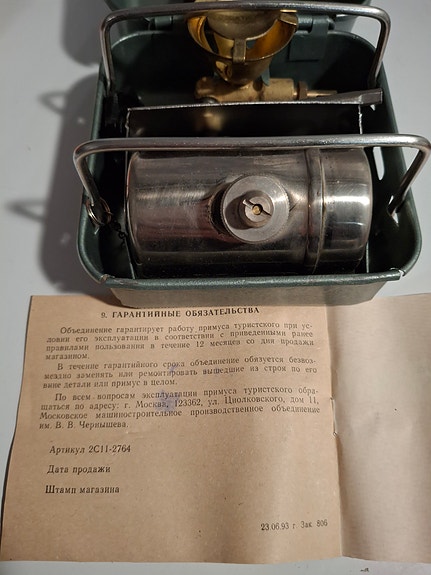 9. ГАРАНТИЙНЫЕ ОБЯЗАТЕЛЬСТВА
Объединение гарантирует работу примуса туристского при ус-
ловии его эксплуатации в соответствии с приведенными ранее
правилами пользования в течение 12 месяцев со дня продажи
магазином.
В течение гарантийного срока объединение обязуется безвоз-
мездно заменять или ремонтировать вышедшие из строя по его
вине детали или примус в целом.
По всем вопросам эксплуатации примуса туристского обра-
щаться по адресу: г. Москва, 123362, ул. Циолковского, дом 11,
Московское машиностроительное производственное объединение
им. В. В. Чернышева.
Артикул 2С11-2764
Дата продажи
Штамп магазина
23.06.93 г. Зак. 806